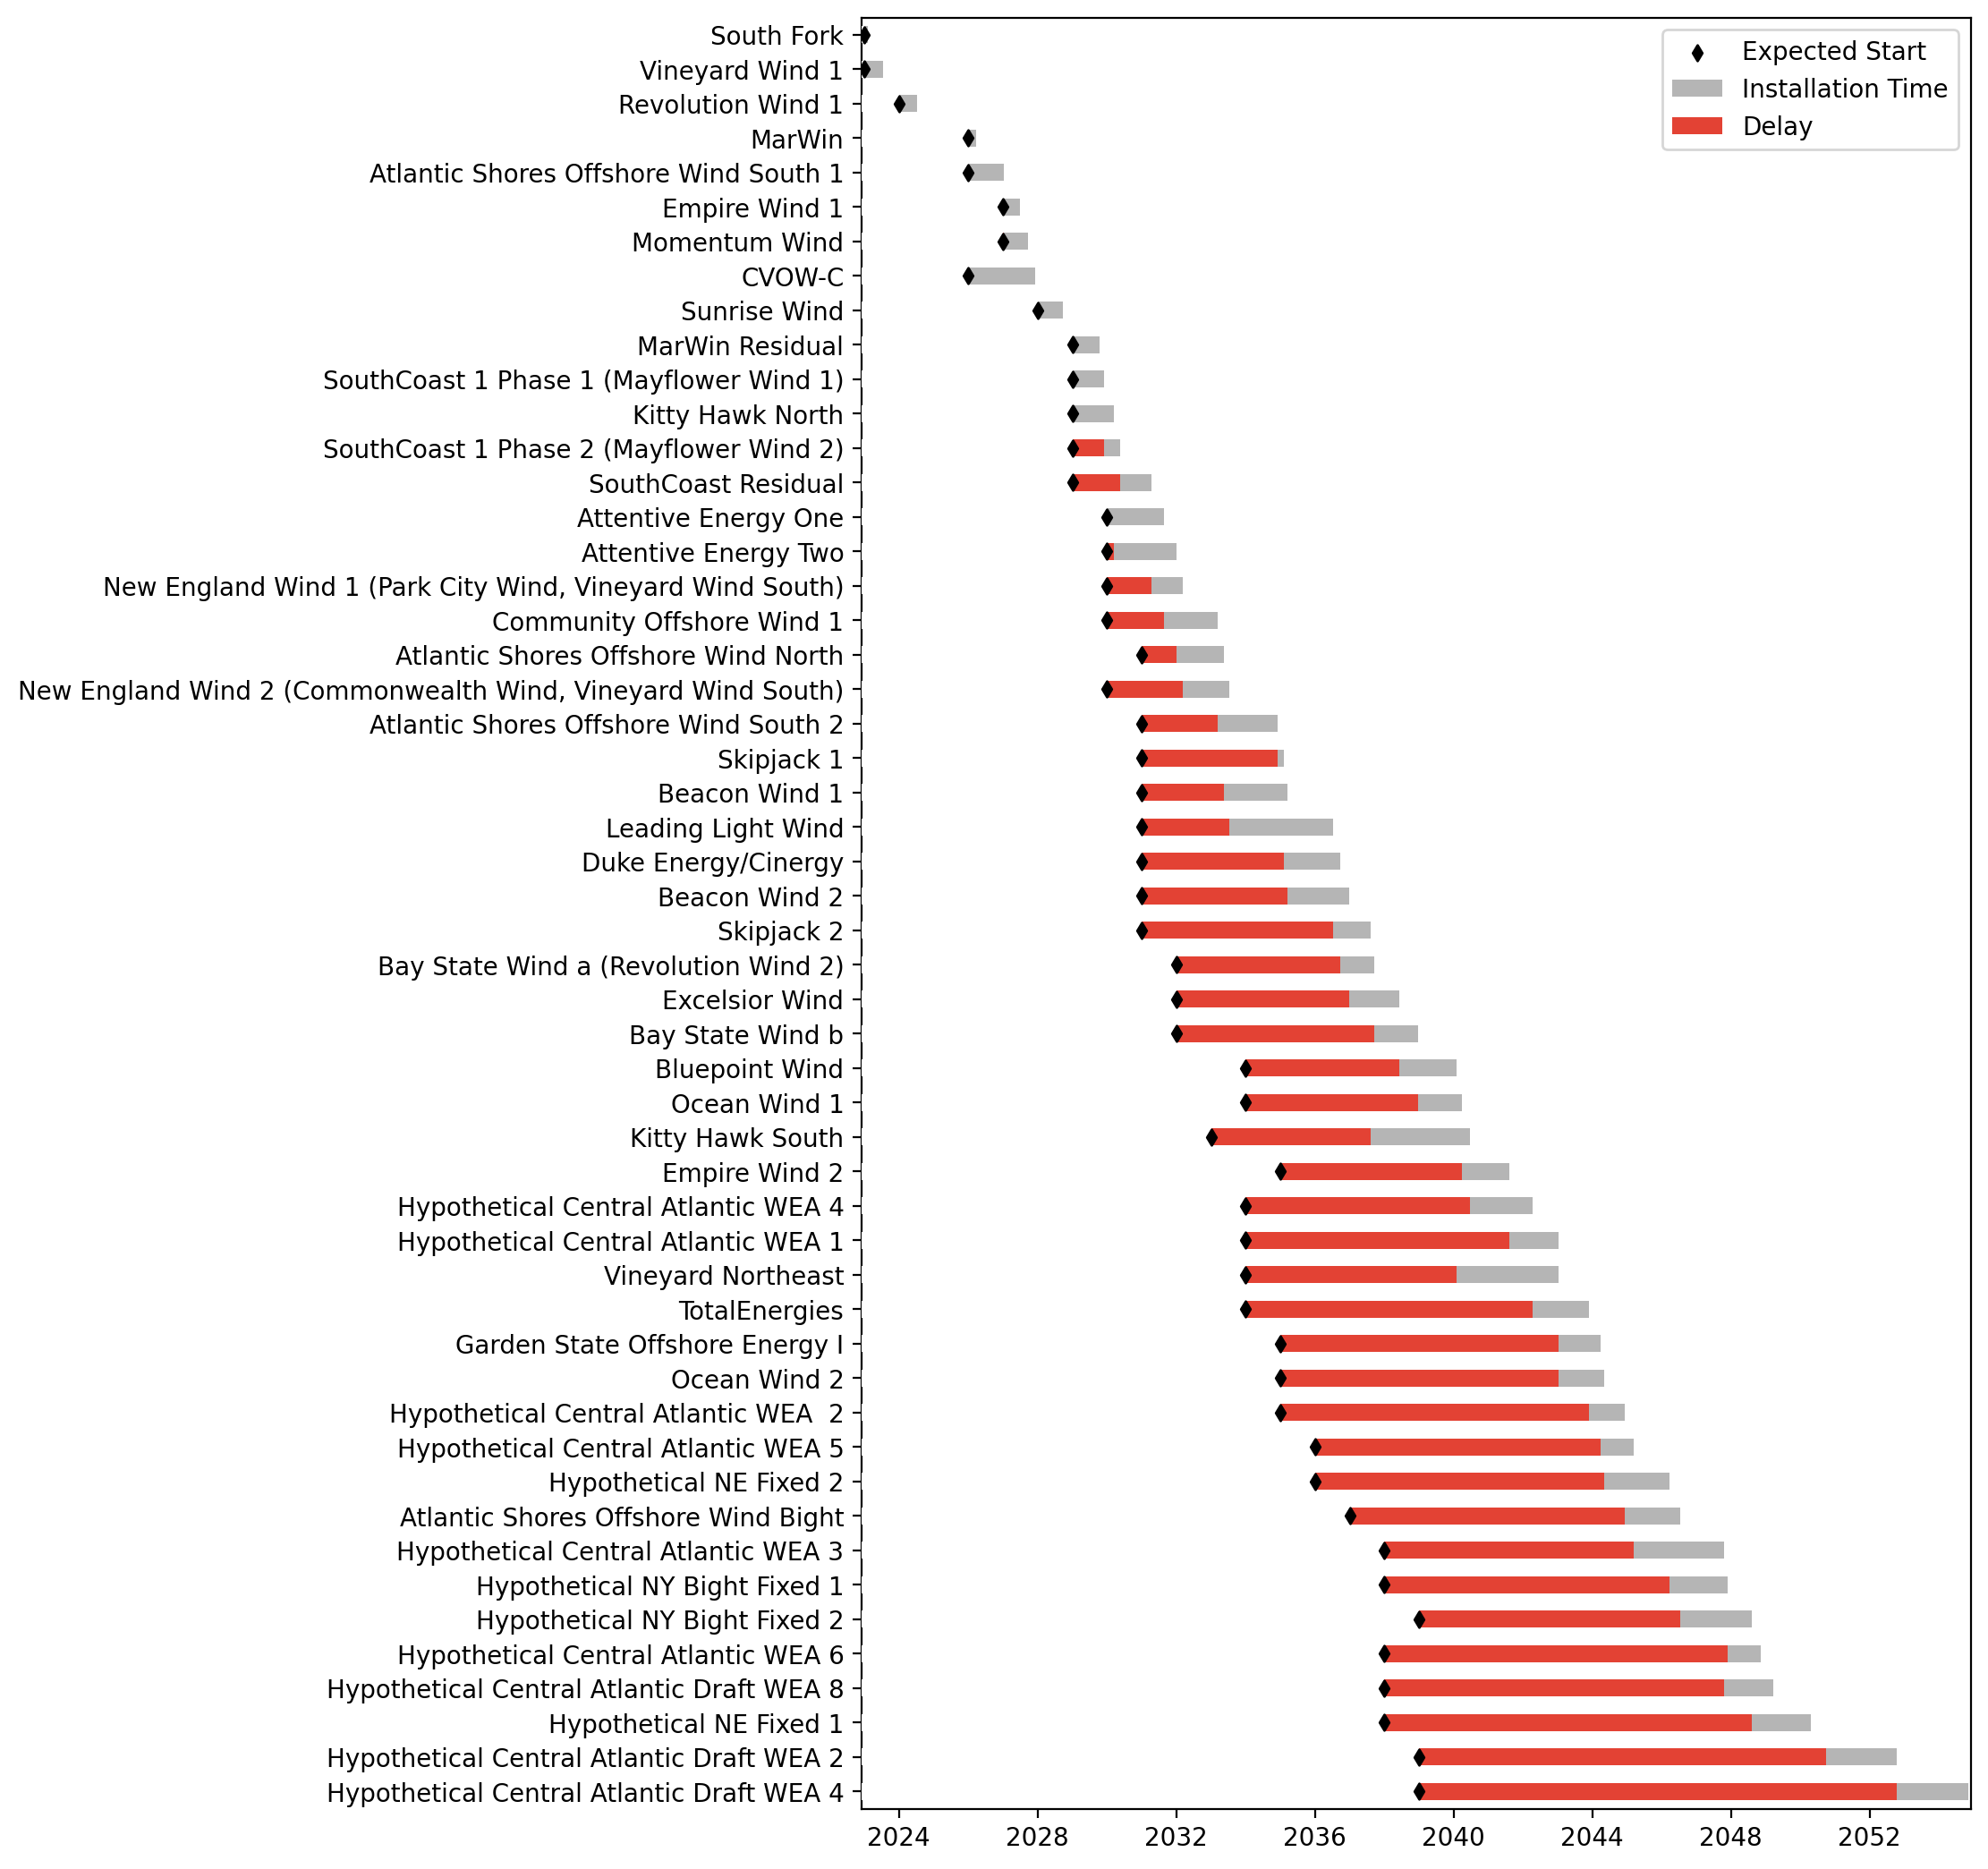 South Fork
Vineyard Wind 1
Revolution Wind 1
MarWin
Atlantic Shores Offshore Wind South 1
Empire Wind 1
Momentum Wind
CVOW-C
Sunrise Wind
MarWin Residual
SouthCoast 1 Phase 1 (Mayflower Wind 1)
Kitty Hawk North
SouthCoast 1 Phase 2 (Mayflower Wind 2)
SouthCoast Residual
Attentive Energy One
Attentive Energy Two
New England Wind 1 (Park City Wind, Vineyard Wind South)
Community Offshore Wind 1
Atlantic Shores Offshore Wind North
New England Wind 2 (Commonwealth Wind, Vineyard Wind South)
Atlantic Shores Offshore Wind South 2
Skipjack 1
Beacon Wind 1
Leading Light Wind
Duke Energy/Cinergy
Beacon Wind 2
Skipjack 2
Bay State Wind a (Revolution Wind 2)
Excelsior Wind
Bay State Wind b
Bluepoint Wind
Ocean Wind 1
Kitty Hawk South
Empire Wind 2
Hypothetical Central Atlantic WEA 4
Hypothetical Central Atlantic WEA 1
Vineyard Northeast
TotalEnergies
Garden State Offshore Energy I
Ocean Wind 2
Hypothetical Central Atlantic WEA  2
Hypothetical Central Atlantic WEA 5
Hypothetical NE Fixed 2
Atlantic Shores Offshore Wind Bight
Hypothetical Central Atlantic WEA 3
Hypothetical NY Bight Fixed 1
Hypothetical NY Bight Fixed 2
Hypothetical Central Atlantic WEA 6
Hypothetical Central Atlantic Draft WEA 8
Hypothetical NE Fixed 1
Hypothetical Central Atlantic Draft WEA 2
Hypothetical Central Atlantic Draft WEA 4
2024 2028 2032 2036 2040 2044 2048 2052
Expected Start
Installation Time
Delay